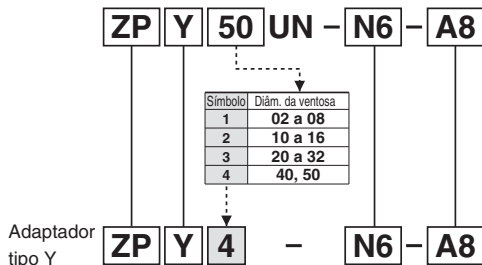 ZP Y 50 UN – N6 – A8
Símbolo Diâm. da ventosa
1 02 a 08
2 10 a 16
3 20 a 32
4 40, 50
Adaptador
tipo Y
ZP Y 4 – N6 – A8